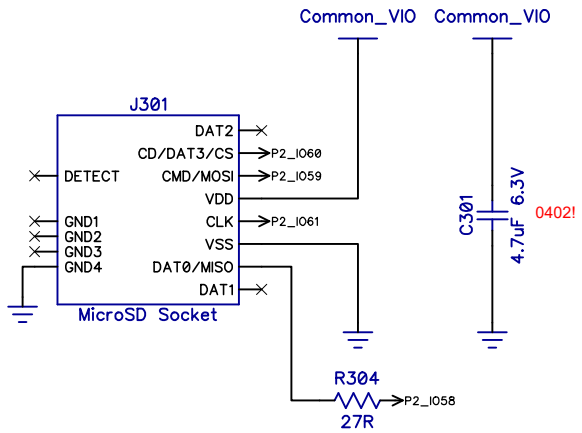 Common_VIO Common_VIO
J301
DAT2
CD/DAT3/CS P2_IO60
DETECT CMD/MOSI P2_IO59
VDD
GND1 CLK P2_IO61
GND2
VSS
GND3
GND4 DAT0/MISO
DAT1
MicroSD Socket
C301
4.7uF 6.3V
0402!
R304
P2_IO58
27R